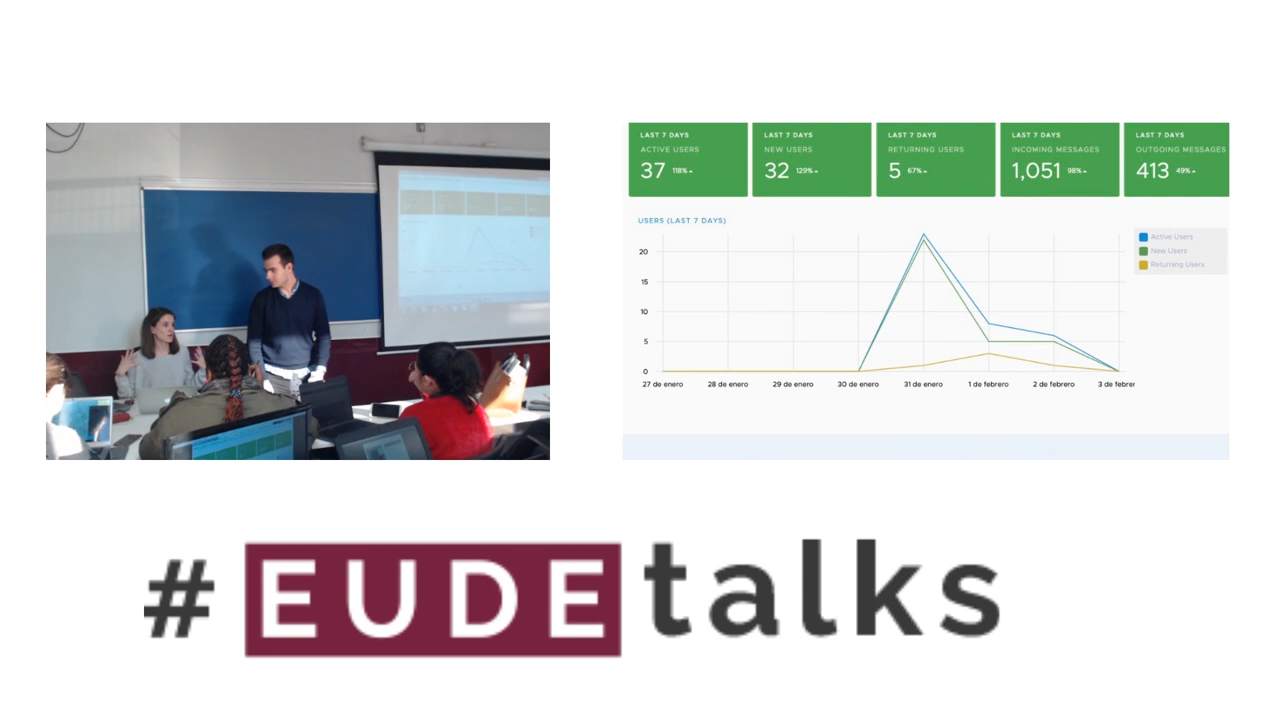 LAST 7 DAYS
ACTIVE USERS
37 118%
LAST 7 DAYS
NEW USERS
32 129%
LAST 7 DAYS
RETURNING USERS
5 67%
LAST 7 DAYS
INCOMING MESSAGES
1,051 98%
LAST 7 DAYS
OUTGOING MESSAGES
413 49%
USERS (LAST 7 DAYS)
Active Users
New Users
Returning Users
20
15
10
5
0
27 de enero 28 de enero 29 de enero 30 de enero 31 de enero 1 de febrero 2 de febrero 3 de febrer
# EUDE talks